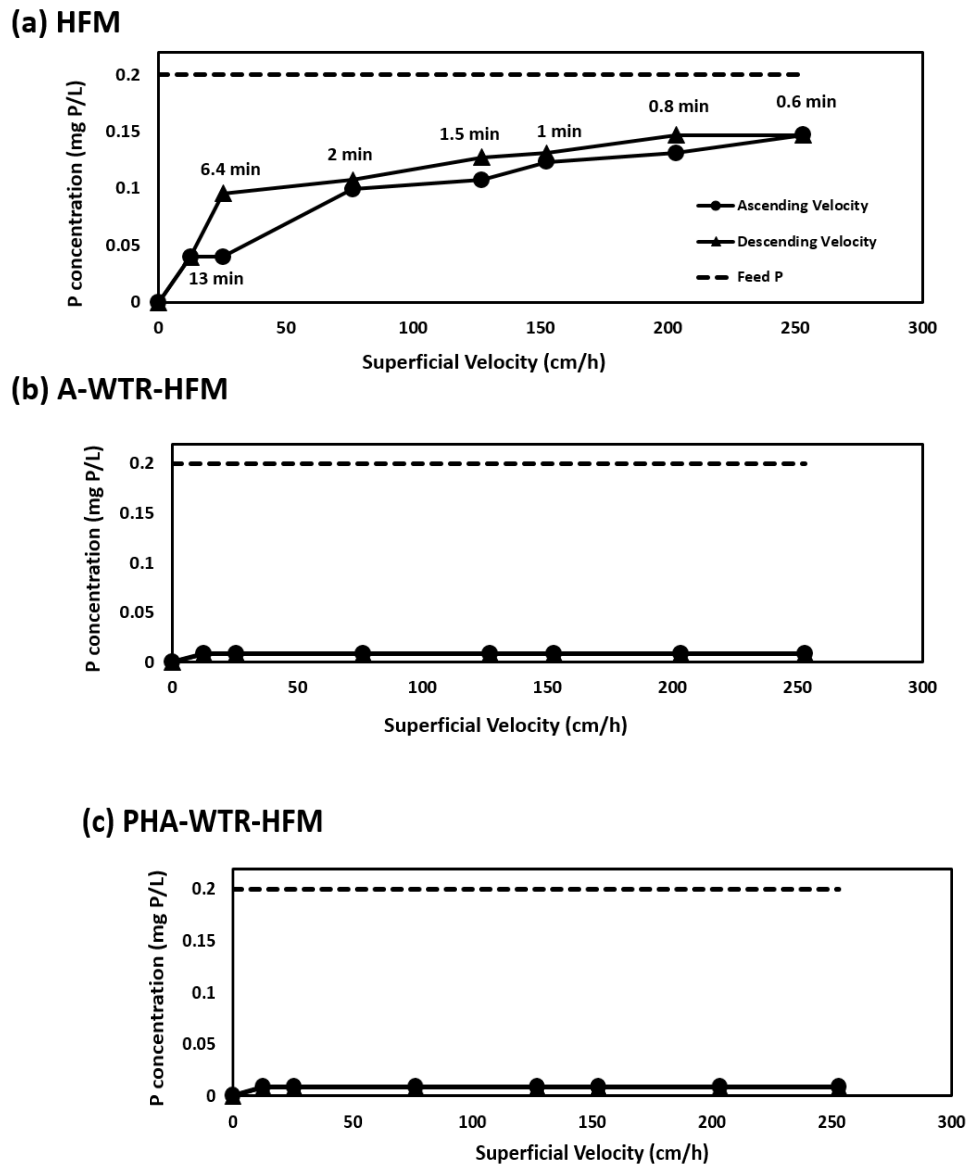 (a) HFM
P concentration (mg P/L)
0.2
0.15
0.1
0.05
0
6.4 min
2 min
1.5 min
1 min
0.8 min
0.6 min
13 min
Ascending Velocity
Descending Velocity
Feed P
0 50 100 150 200 250 300
Superficial Velocity (cm/h)
(b) A-WTR-HFM
P concentration (mg P/L)
0.2
0.15
0.1
0.05
0
0 50 100 150 200 250 300
Superficial Velocity (cm/h)
(c) PHA-WTR-HFM
P concentration (mg P/L)
0.2
0.15
0.1
0.05
0
0 50 100 150 200 250 300
Superficial Velocity (cm/h)